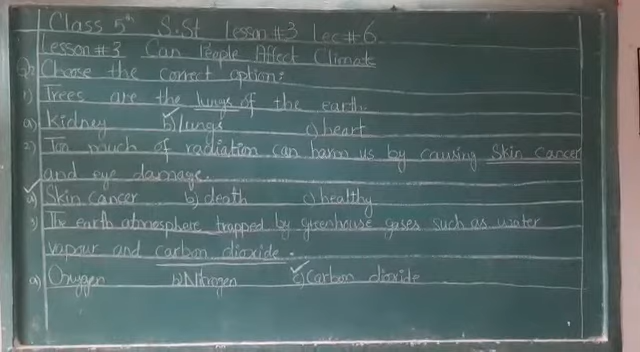 Class 5th S.St Lesson #3 Lec #6
Lesson #3 Can People Affect Climate
Q1: Choose the correct option:
1) Trees are the lungs of the earth.
a) Kidney b) lungs c) heart
2) Too much of radiation can harm us by causing Skin cancer
and eye damage.
a) Skin cancer b) death c) healthy
3) The earth atmosphere trapped by greenhouse gases such as water
vapour and carbon dioxide.
a) Oxygen b) Nitrogen c) Carbon dioxide